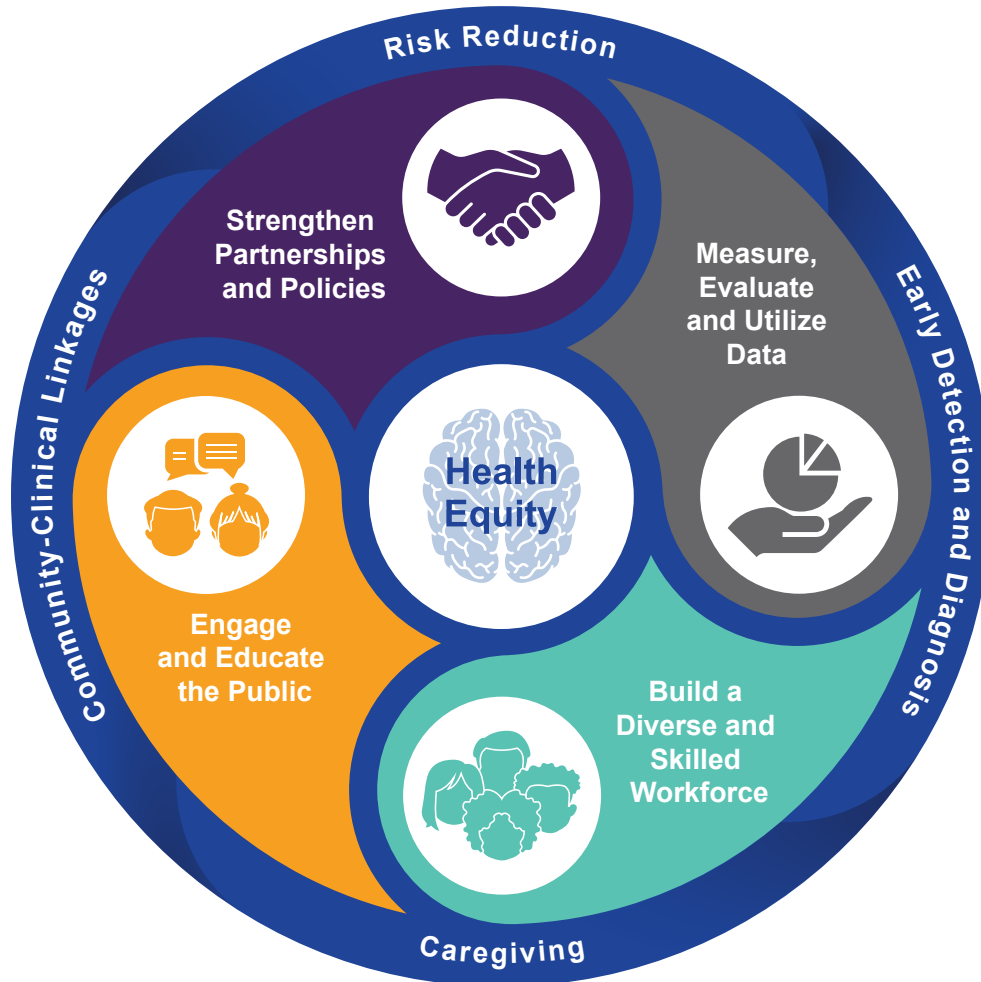 Risk Reduction
Strengthen
Partnerships
and Policies
Measure,
Evaluate
and Utilize
Data
Early Detection and Diagnosis
Community-Clinical Linkages
Health
Equity
Engage
and Educate
the Public
Build a
Diverse and
Skilled
Workforce
Caregiving